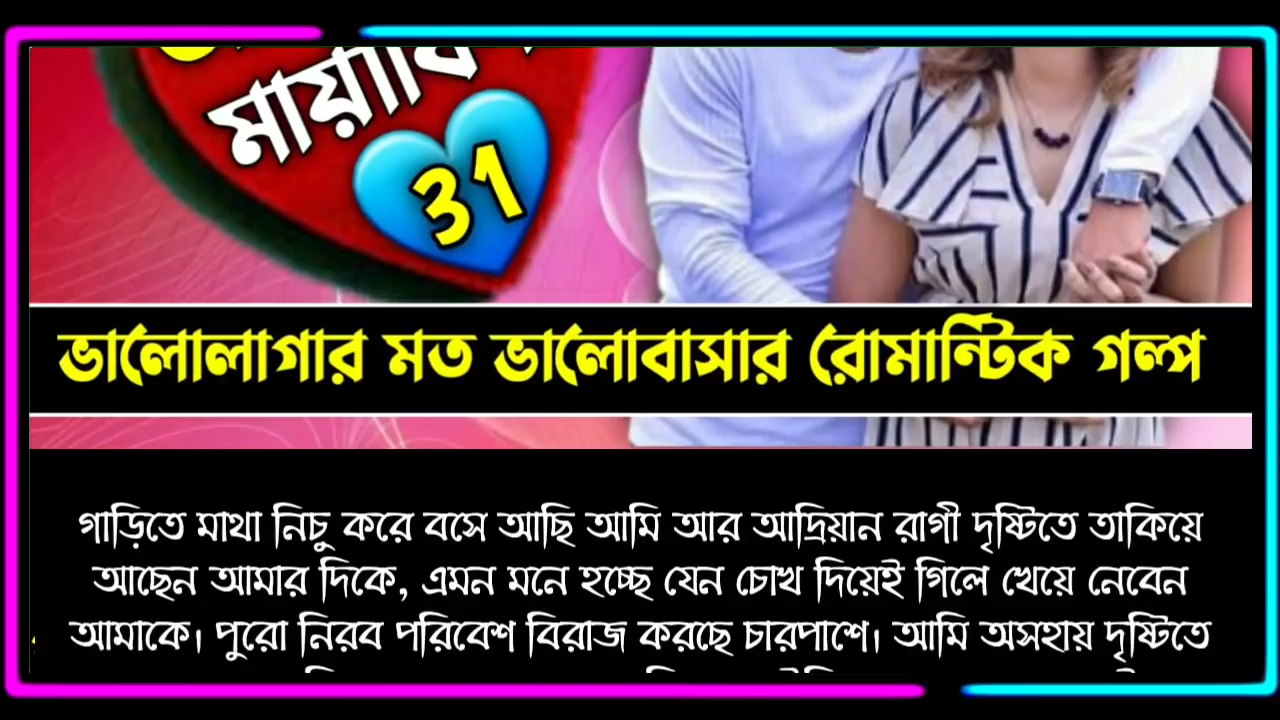 মায়াবি
31
ভালোলাগার মত ভালোবাসার রোমান্টিক গল্প
গাড়িতে মাথা নিচু করে বসে আছি আমি আর আদ্রিয়ান রাগী দৃষ্টিতে তাকিয়ে
আছেন আমার দিকে, এমন মনে হচ্ছে যেন চোখ দিয়েই গিলে খেয়ে নেবেন
আমাকে। পুরো নিরব পরিবেশ বিরাজ করছে চারপাশে। আমি অসহায় দৃষ্টিতে